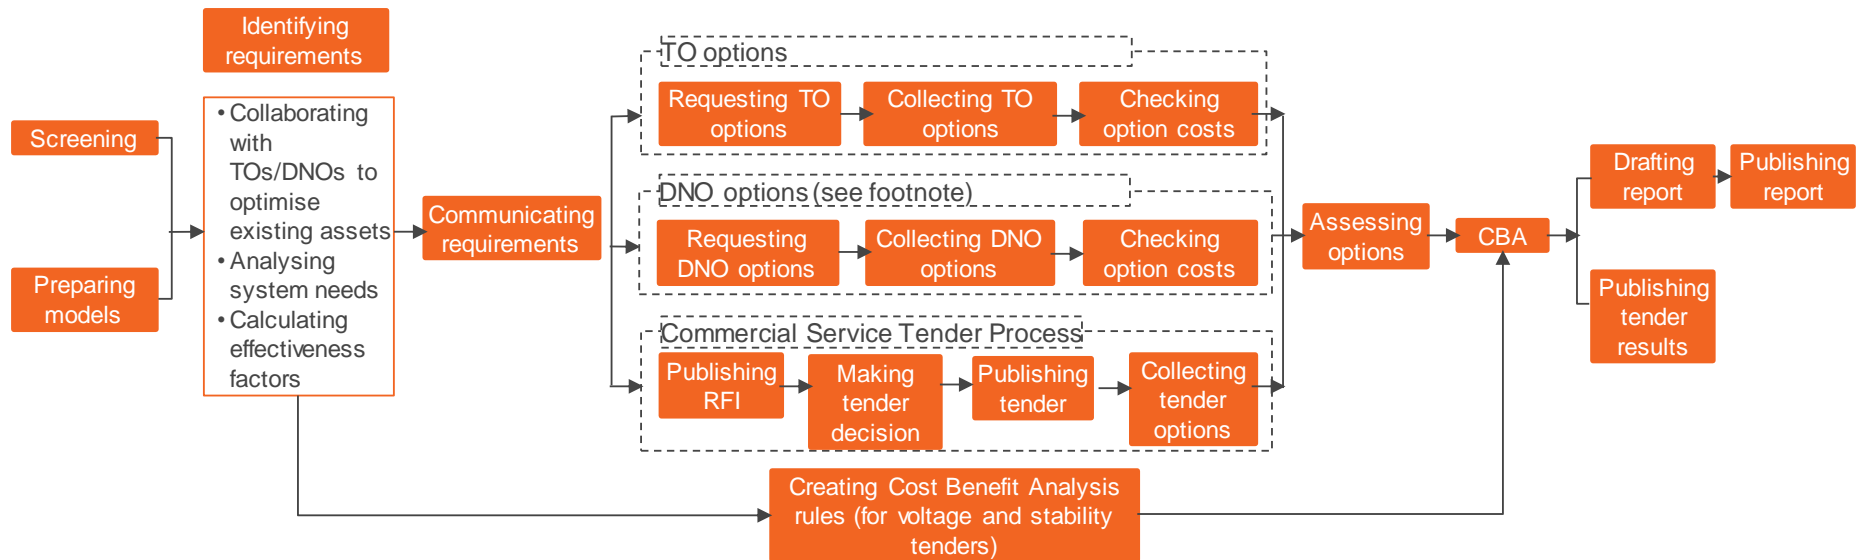 Identifying
requirements
Screening
Preparing
models
• Collaborating
with
TOs/DNOs to
optimise
existing assets
• Analysing
system needs
• Calculating
effectiveness
factors
Communicating
requirements
TO options
Requesting TO
options
Collecting TO
options
Checking
option costs
DNO options (see footnote)
Requesting
DNO options
Collecting DNO
options
Checking
option costs
Commercial Service Tender Process
Publishing
RFI
Making
tender
decision
Publishing
tender
Collecting
tender
options
Creating Cost Benefit Analysis
rules (for voltage and stability
tenders)
Assessing
options
CBA
Drafting
report
Publishing
report
Publishing
tender
results